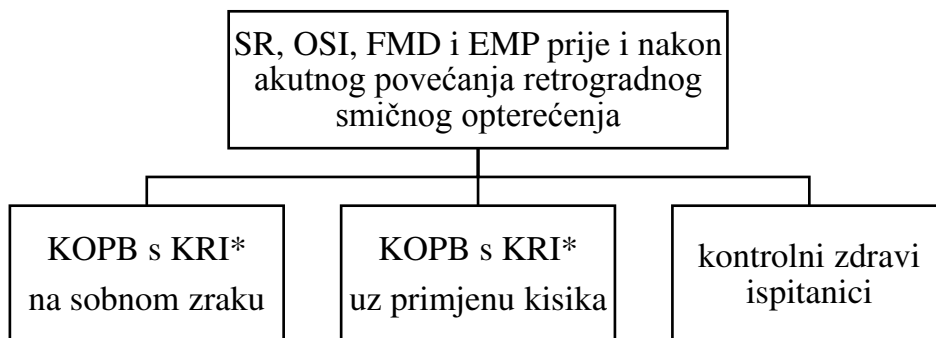 SR, OSI, FMD i EMP prije i nakon
akutnog povećanja retrogradnog
smičnog opterećenja
KOPB s KRI*
na sobnom zraku
KOPB s KRI*
uz primjenu kisika
kontrolni zdravi
ispitanici